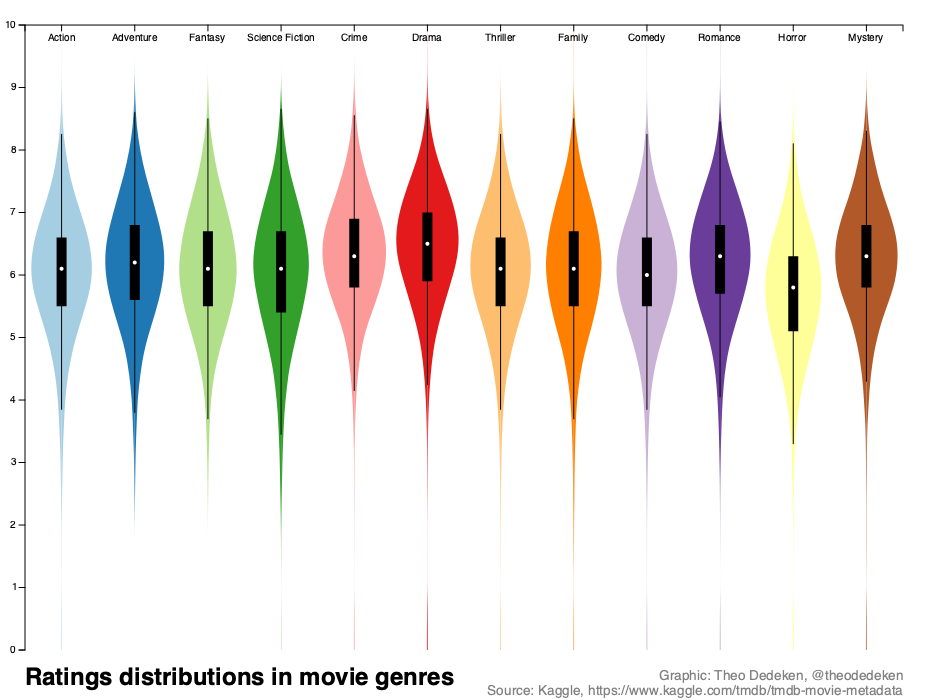 10
Action Adventure Fantasy Science Fiction Crime Drama Thriller Family Comedy Romance Horror Mystery
9
8
7
6
5
4
3
2
1
0
Ratings distributions in movie genres
Graphic: Theo Dedeken, @theodedeken
Source: Kaggle, https://www.kaggle.com/tmdb/tmdb-movie-metadata